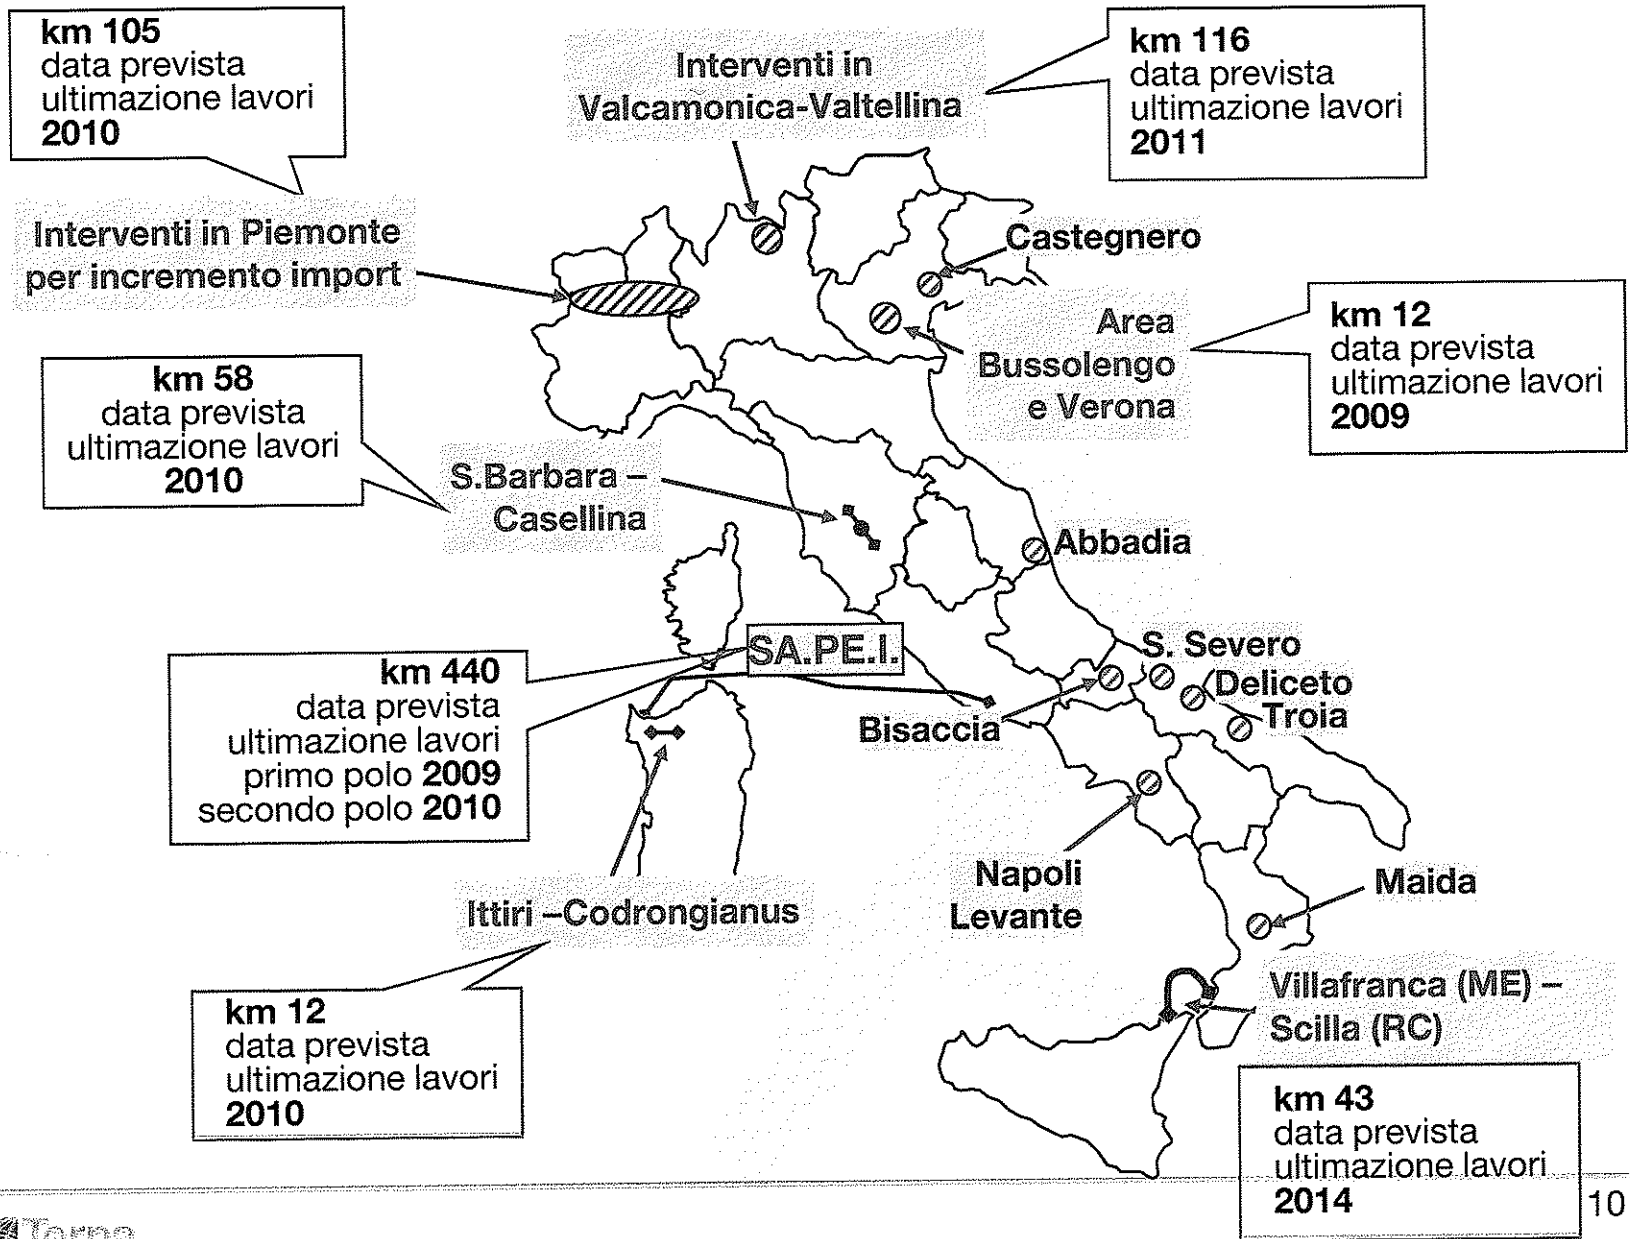 km 105
data prevista
ultimazione lavori
2010
Interventi in
Valcamonica-Valtellina
km 116
data prevista
ultimazione lavori
2011
Interventi in Piemonte
per incremento import
Castegnero
Area
Bussolengo
e Verona
km 12
data prevista
ultimazione lavori
2009
km 58
data prevista
ultimazione lavori
2010
S.Barbara –
Casellina
Abbadia
SA.PE.I.
km 440
data prevista
ultimazione lavori
primo polo 2009
secondo polo 2010
S. Severo
Deliceto
Troia
Bisaccia
Napoli
Levante
Maida
Ittiri –Codrongianus
km 12
data prevista
ultimazione lavori
2010
Villafranca (ME) –
Scilla (RC)
km 43
data prevista
ultimazione lavori
2014
10
Terna